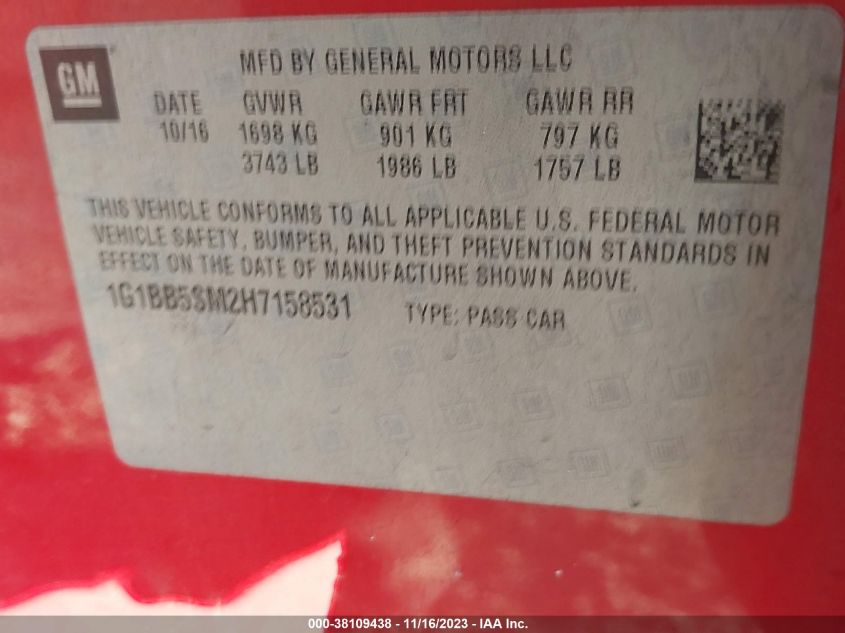 GM
MFD BY GENERAL MOTORS LLC
DATE GVWR GAWR FRT GAWR RR
10/16 1698 KG 901 KG 797 KG
3743 LB 1986 LB 1757 LB
THIS VEHICLE CONFORMS TO ALL APPLICABLE U.S. FEDERAL MOTOR
VEHICLE SAFETY, BUMPER, AND THEFT PREVENTION STANDARDS IN
EFFECT ON THE DATE OF MANUFACTURE SHOWN ABOVE.
1G1BB5SM2H7158531 TYPE: PASS CAR
000-38109438 - 11/16/2023 - IAA Inc.